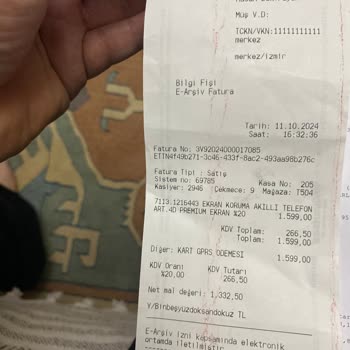 Muş V.D:
TCKN/VKN:11111111111
merkez
merkez/izmir
Bilgi Fişi
E-Arşiv Fatura
Tarih: 11.10.2024
Saat: 16:32:36
Fatura No: 3V92024000017085
ETTN4f49b271-3c46-433f-8ac2-493aa98b276c
Fatura Tipi : Satış
Sistem no: 69785 Kasa No: 205
Kasiyer: 2946 Çekmece: 9 Mağaza: T504
7113.1216443 EKRAN KORUMA AKILLI TELEFON
ART.4D PREMIUM EKRAN %20 1.599,00
KDV Toplam: 266,50
Toplam: 1.599,00
Diğer: KART GPRS ODEMESI
1.599,00
KDV Oranı KDV Tutarı
%20,00 266,50
Net mal değeri: 1.332,50
Y/Binbeşyüzdoksandokuz TL
E-Arşiv izni kapsamında elektronik
ortamda iletilmiştir